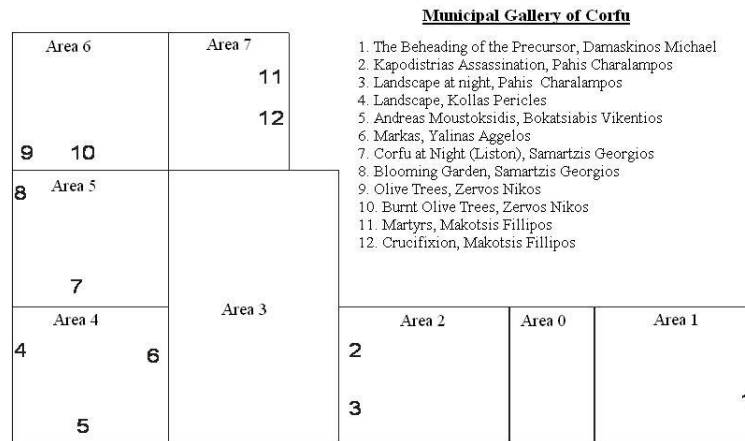 Municipal Gallery of Corfu
1. The Beheading of the Precursor, Damaskinos Michael
2. Kapodistrias Assassination, Pahis Charalampos
3. Landscape at night, Pahis Charalampos
4. Landscape, Kollas Pericles
5. Andreas Moustoksidis, Bokatsiabis Vikentios
6. Markas, Yalinas Aggelos
7. Corfu at Night (Liston), Samartzis Georgios
8. Blooming Garden, Samartzis Georgios
9. Olive Trees, Zervos Nikos
10. Burnt Olive Trees, Zervos Nikos
11. Martyrs, Makotsis Fillipos
12. Crucifixion, Makotsis Fillipos
Area 6
Area 7
11
12
9 10
8 Area 5
7
Area 3
Area 4
4
6
5
Area 2
2
3
Area 0
Area 1
1